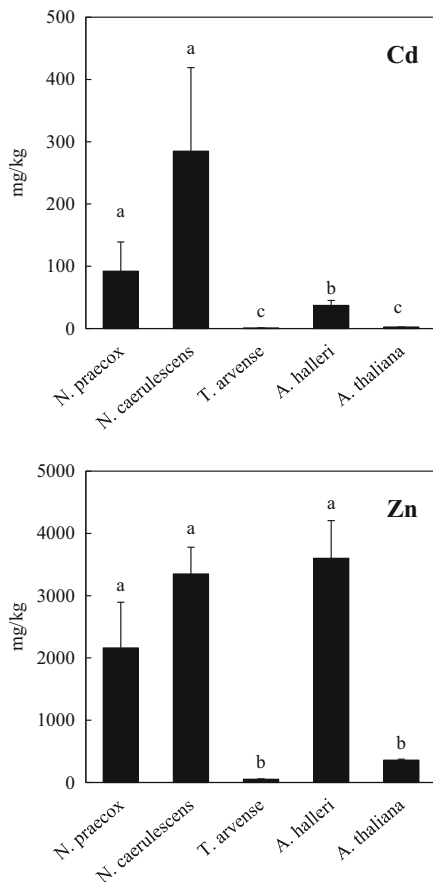 500
Cd
a
400
300
mg/kg
200
a
100
b
c
c
0
N. praecox
N. caerulescens
T. arvense
A. halleri
A. thaliana
5000
Zn
a
a
4000
a
3000
mg/kg
2000
1000
b
b
0
N. praecox
N. caerulescens
T. arvense
A. halleri
A. thaliana